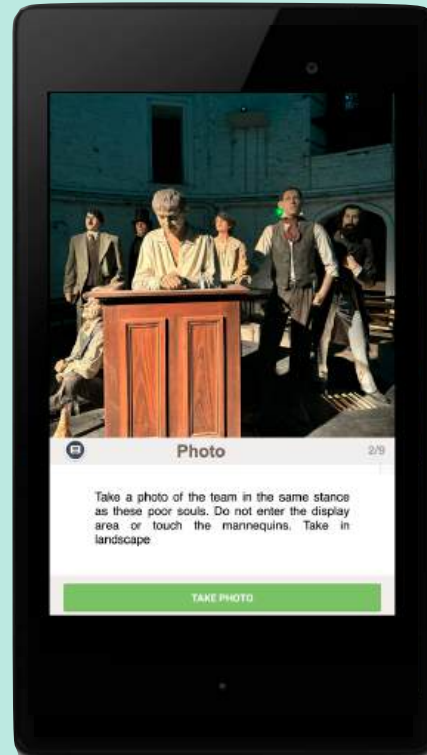 Photo
2/9
Take a photo of the team in the same stance
as these poor souls. Do not enter the display
area or touch the mannequins. Take in
landscape
TAKE PHOTO